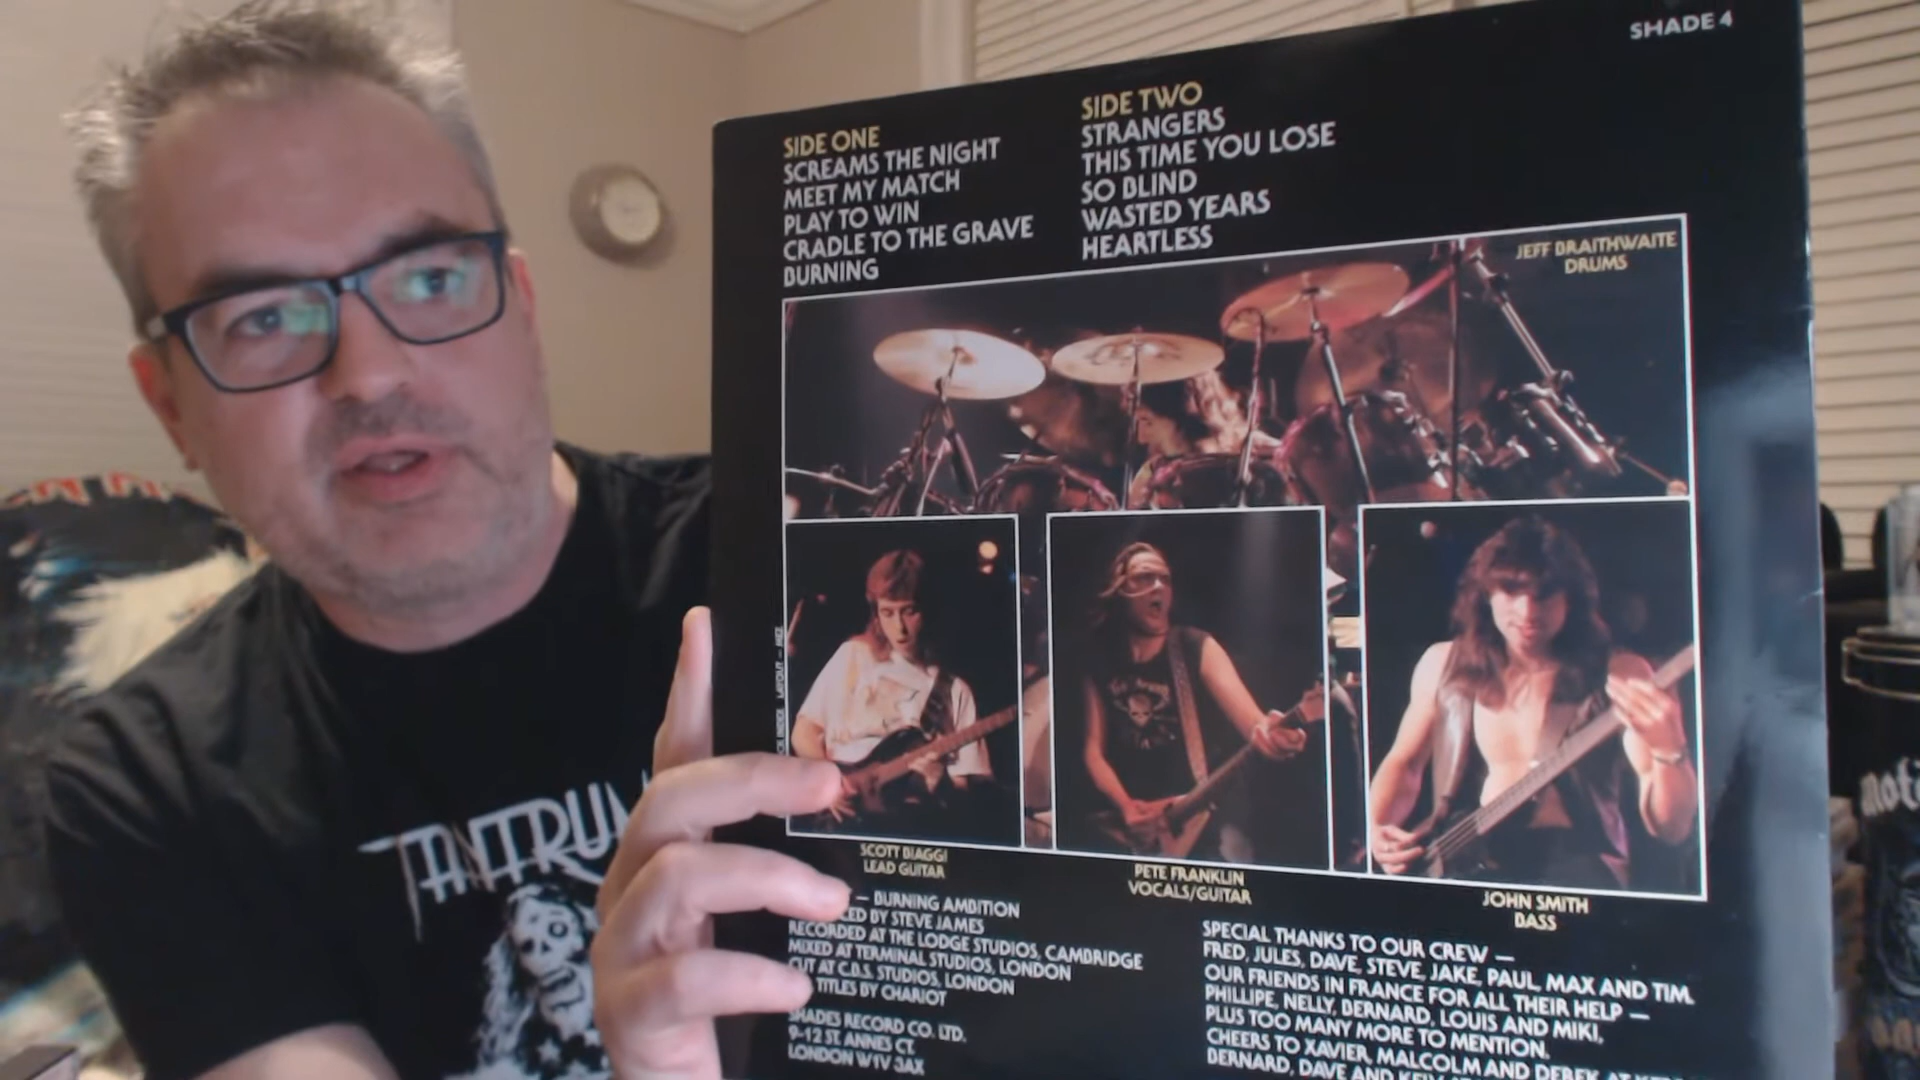 SHADE 4
SIDE ONE
SCREAMS THE NIGHT
MEET MY MATCH
PLAY TO WIN
CRADLE TO THE GRAVE
BURNING
SIDE TWO
STRANGERS
THIS TIME YOU LOSE
SO BLIND
WASTED YEARS
HEARTLESS
JEFF BRAITHWAITE
DRUMS
LAYOUT – MEZ
SCOTT BIAGGI
LEAD GUITAR
PETE FRANKLIN
VOCALS/GUITAR
JOHN SMITH
BASS
— BURNING AMBITION
BY STEVE JAMES
RECORDED AT THE LODGE STUDIOS, CAMBRIDGE
MIXED AT TERMINAL STUDIOS, LONDON
CUT AT C.B.S. STUDIOS, LONDON
TITLES BY CHARIOT
SHADES RECORD CO. LTD.
9-12 ST. ANNES CT.
LONDON W1V 3AX
SPECIAL THANKS TO OUR CREW —
FRED, JULES, DAVE, STEVE, JAKE, PAUL, MAX AND TIM.
OUR FRIENDS IN FRANCE FOR ALL THEIR HELP —
PHILLIPE, NELLY, BERNARD, LOUIS AND MIKI,
PLUS TOO MANY MORE TO MENTION.
CHEERS TO XAVIER, MALCOLM AND DEREK AT
BERNARD, DAVE AND
TANTRUM